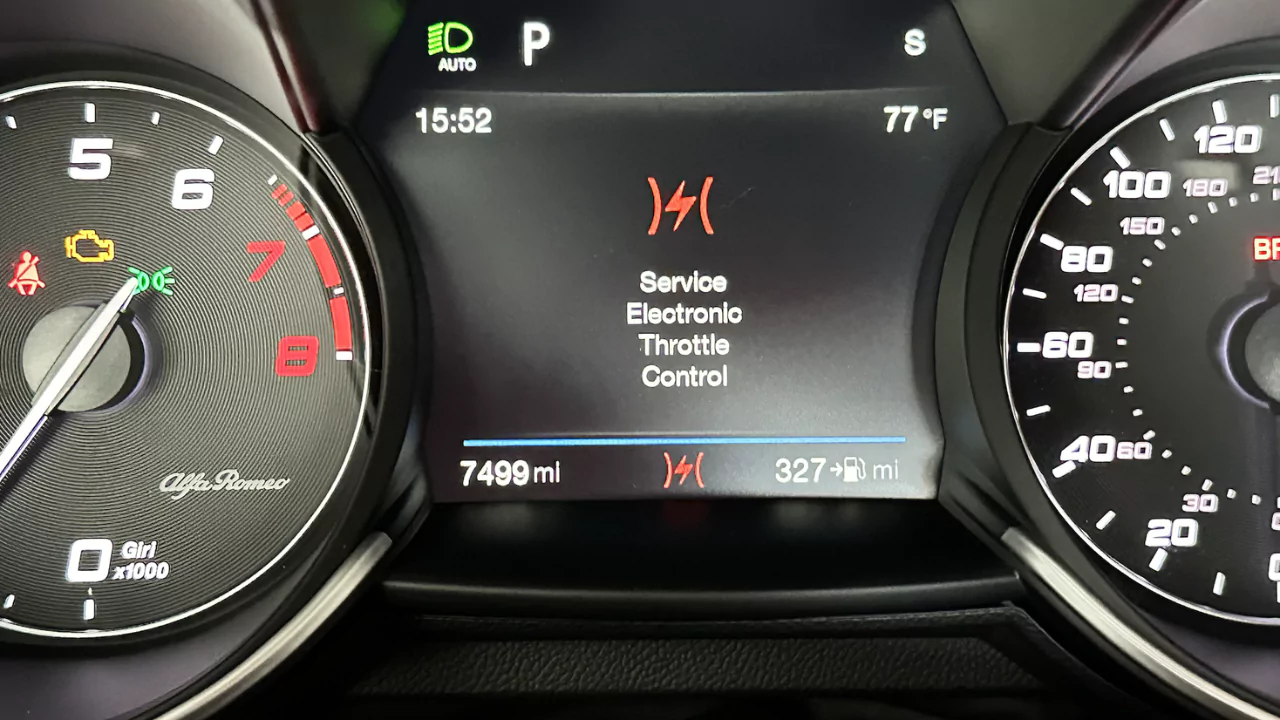 AUTO
P
S
15:52
77°F
5
6
7
8
Alfa Romeo
0 Giri
x1000
Service
Electronic
Throttle
Control
7499 mi
327 mi
120
100
180
150
80
120
60
90
40
60
30
20